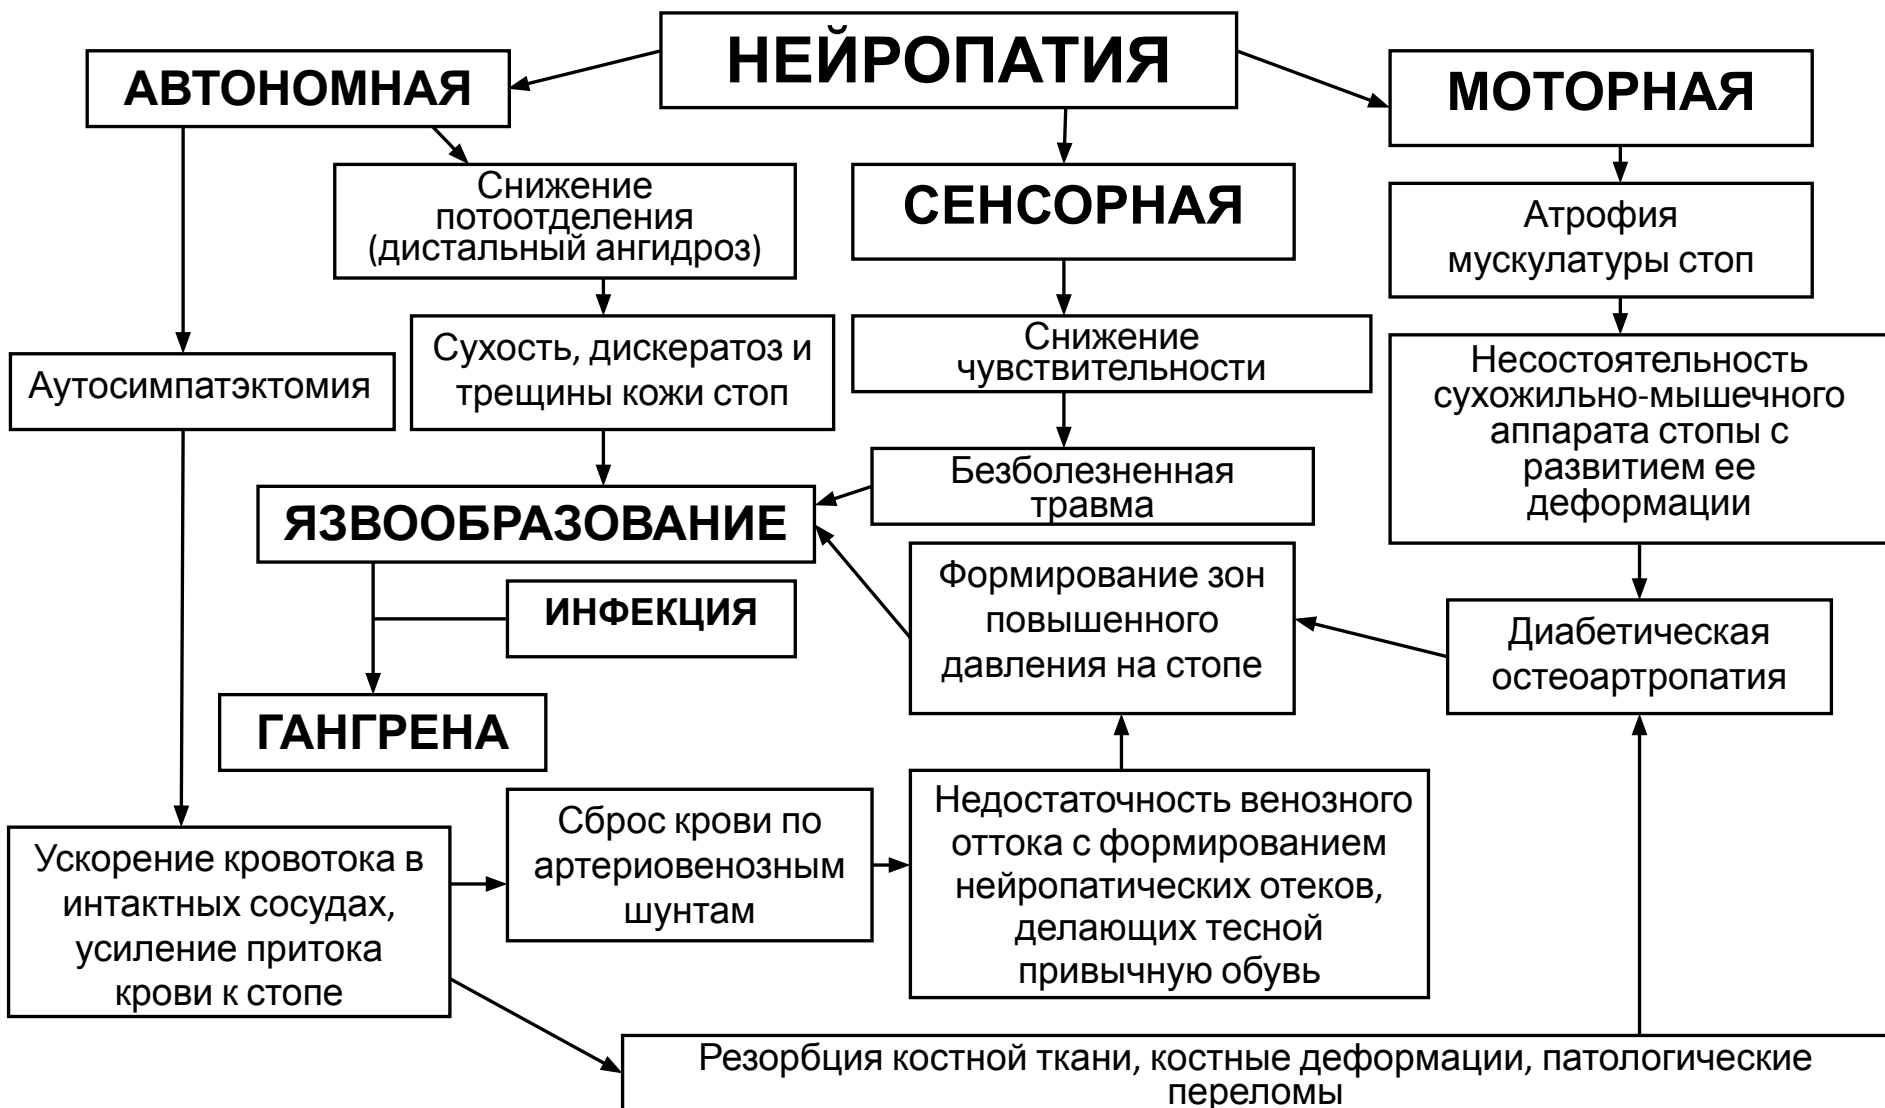 НЕЙРОПАТИЯ
АВТОНОМНАЯ
МОТОРНАЯ
Снижение
потоотделения
(дистальный ангидроз)
СЕНСОРНАЯ
Атрофия
мускулатуры стоп
Аутосимпатэктомия
Сухость, дискератоз и
трещины кожи стоп
Снижение
чувствительности
Несостоятельность
сухожильно-мышечного
аппарата стопы с
развитием ее
деформации
Безболезненная
травма
ЯЗВООБРАЗОВАНИЕ
ИНФЕКЦИЯ
Формирование зон
повышенного
давления на стопе
Диабетическая
остеоартропатия
ГАНГРЕНА
Ускорение кровотока в
интактных сосудах,
усиление притока
крови к стопе
Сброс крови по
артериовенозным
шунтам
Недостаточность венозного
оттока с формированием
нейропатических отеков,
делающих тесной
привычную обувь
Резорбция костной ткани, костные деформации, патологические
переломы